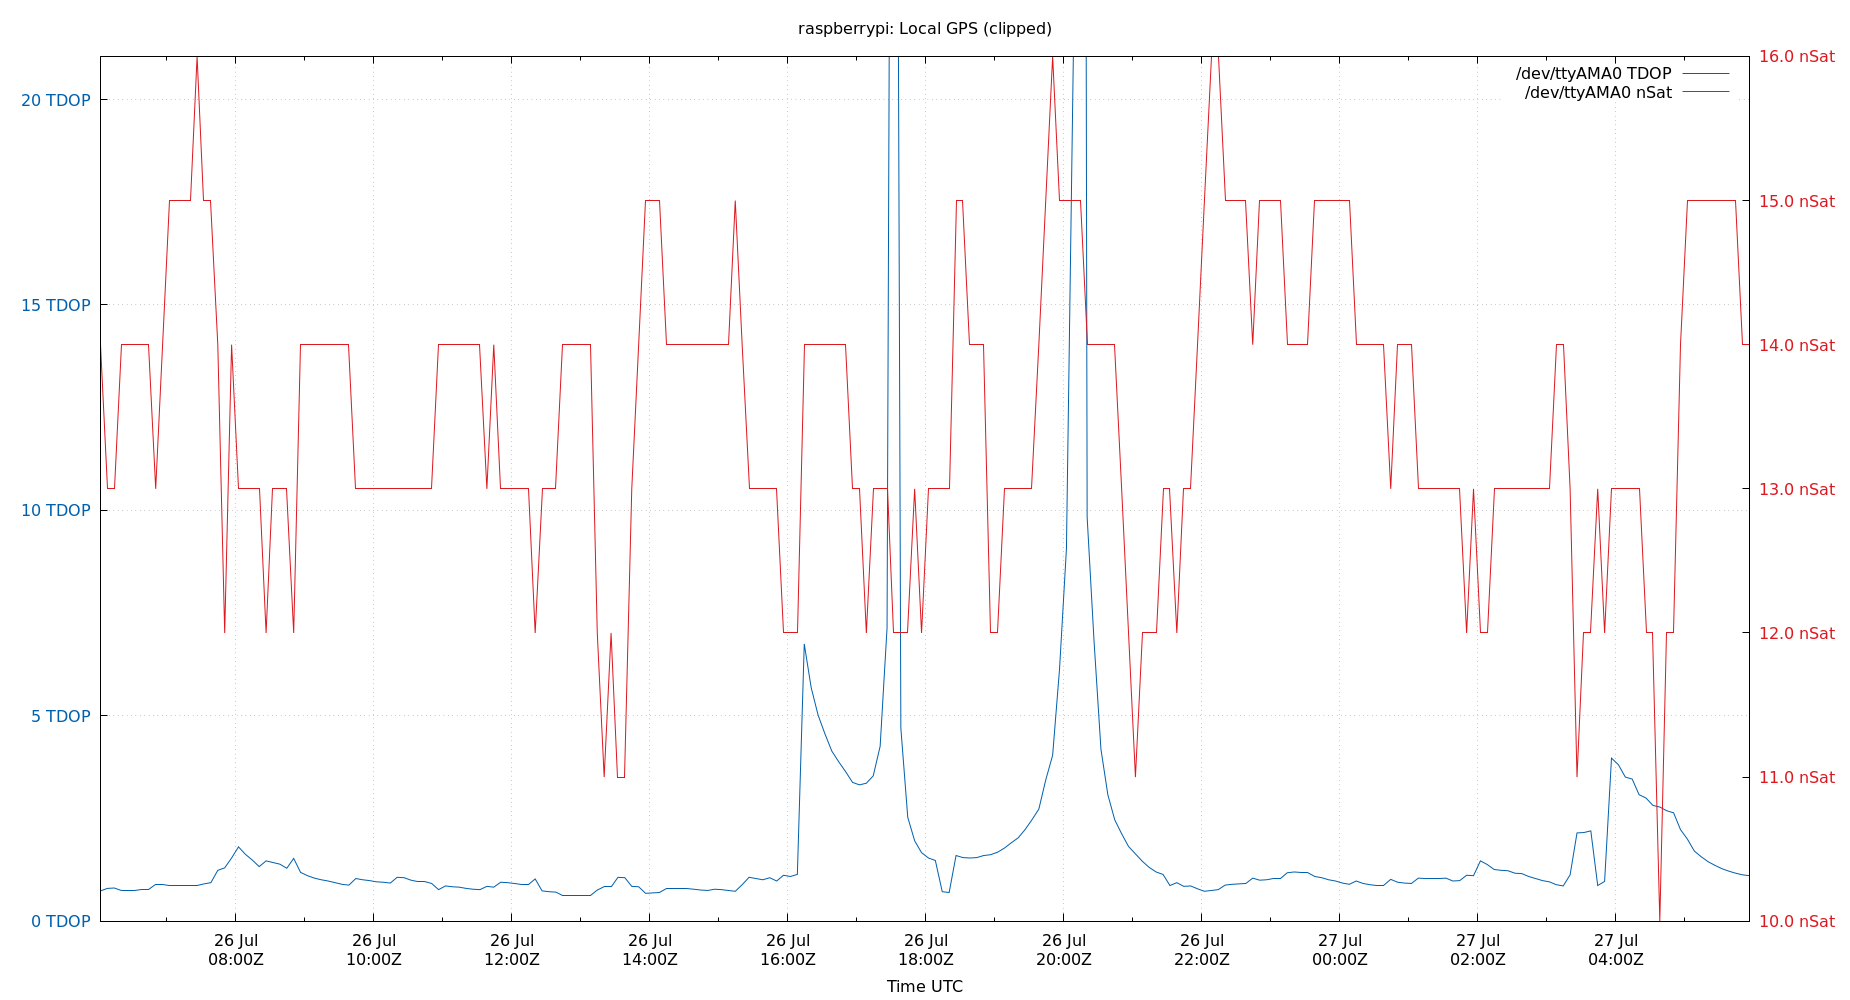 raspberrypi: Local GPS (clipped)
/dev/ttyAMA0 TDOP
/dev/ttyAMA0 nSat
20 TDOP
15 TDOP
10 TDOP
5 TDOP
0 TDOP
16.0 nSat
15.0 nSat
14.0 nSat
13.0 nSat
12.0 nSat
11.0 nSat
10.0 nSat
26 Jul 26 Jul 26 Jul 26 Jul 26 Jul 26 Jul 26 Jul 26 Jul 27 Jul 27 Jul 27 Jul
08:00Z 10:00Z 12:00Z 14:00Z 16:00Z 18:00Z 20:00Z 22:00Z 00:00Z 02:00Z 04:00Z
Time UTC